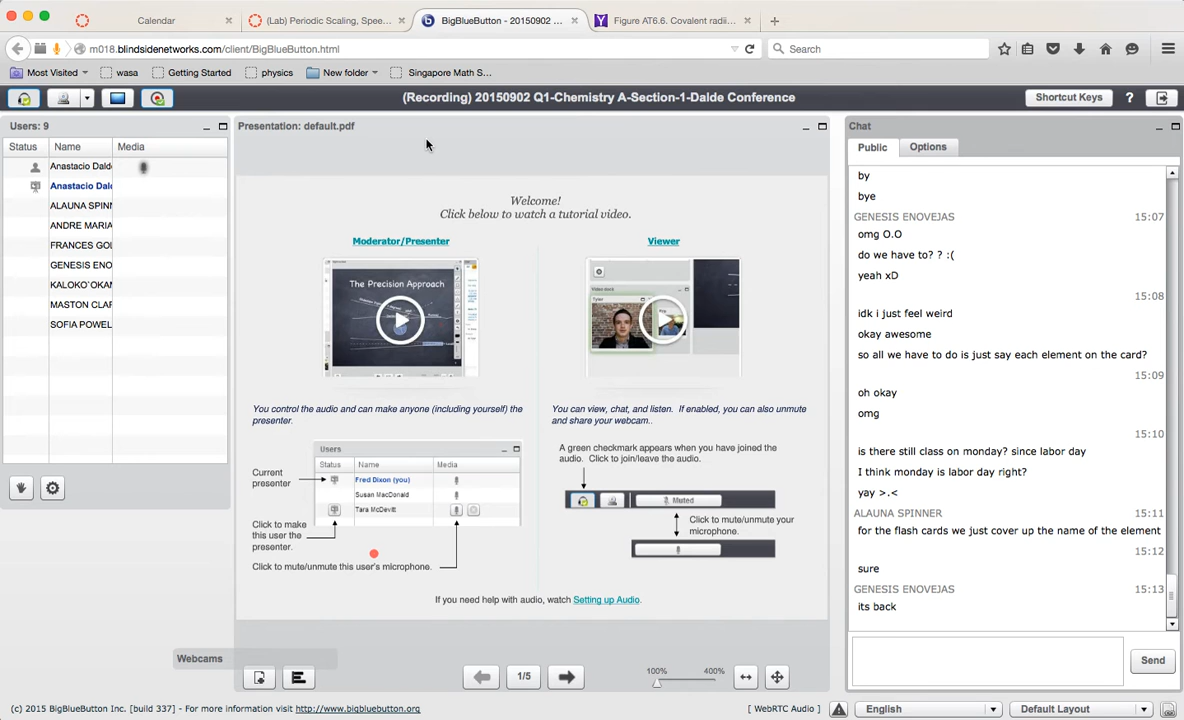 Calendar
(Lab) Periodic Scaling, Spee...
BigBlueButton - 20150902 ...
Figure AT6.6. Covalent radii...
m018.blindsidenetworks.com/client/BigBlueButton.html
Search
Most Visited
wasa
Getting Started
physics
New folder
Singapore Math S...
(Recording) 20150902 Q1-Chemistry A-Section-1-Dalde Conference
Shortcut Keys
?
Users: 9
Status Name Media
Anastacio Dald
Anastacio Dal
ALAUNA SPINN
ANDRE MARIA
FRANCES GOL
GENESIS ENO
KALOKO'OKAN
MASTON CLAR
SOFIA POWEL
Presentation: default.pdf
Welcome!
Click below to watch a tutorial video.
Moderator/Presenter
Viewer
The Precision Approach
Video dock
Tyler
You control the audio and can make anyone (including yourself) the
presenter.
You can view, chat, and listen. If enabled, you can also unmute
and share your webcam..
Users
Status Name Media
Fred Dixon (you)
Susan MacDonald
Tara McDevitt
Current
presenter
Click to make
this user the
presenter.
Click to mute/unmute this user's microphone.
A green checkmark appears when you have joined the
audio. Click to join/leave the audio.
Muted
Click to mute/unmute your
microphone.
If you need help with audio, watch Setting up Audio.
Webcams
1/5
100%
400%
Chat
Public
Options
by
bye
GENESIS ENOVEJAS 15:07
omg O.O
do we have to? ? :(
yeah xD
15:08
idk i just feel weird
okay awesome
so all we have to do is just say each element on the card?
15:09
oh okay
omg
15:10
is there still class on monday? since labor day
I think monday is labor day right?
yay >.<
ALAUNA SPINNER 15:11
for the flash cards we just cover up the name of the element
15:12
sure
GENESIS ENOVEJAS 15:13
its back
Send
(c) 2015 BigBlueButton Inc. [build 337] - For more information visit http://www.bigbluebutton.org
[ WebRTC Audio ]
English
Default Layout